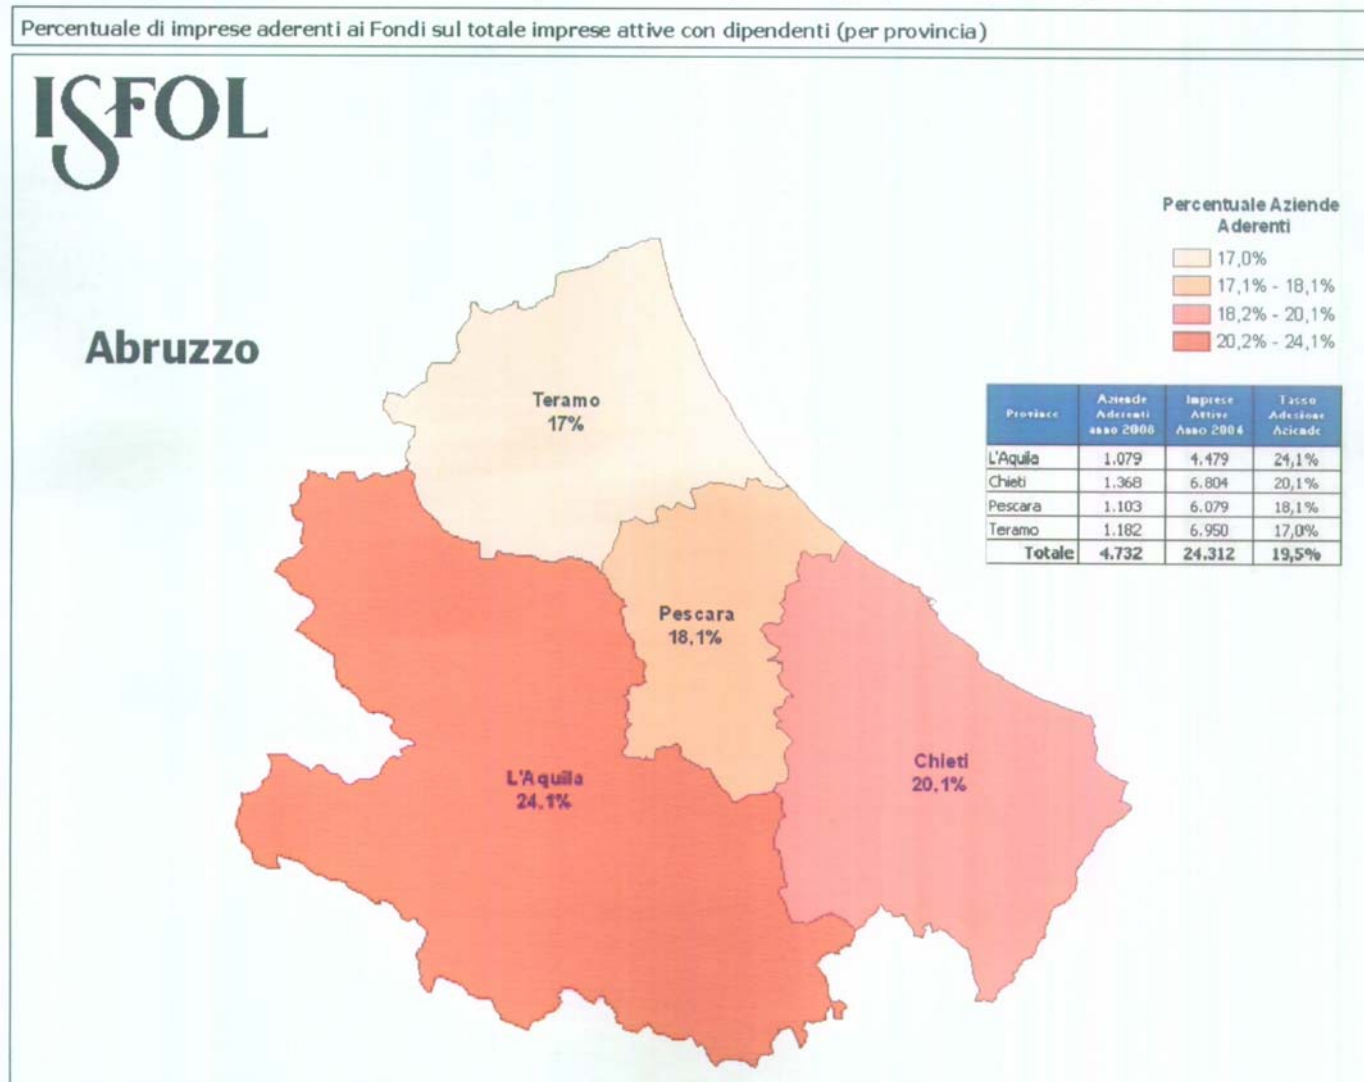 Percentuale di imprese aderenti ai Fondi sul totale imprese attive con dipendenti (per provincia)
ISFOL
Percentuale Aziende
Aderenti
17,0%
17,1% - 18,1%
18,2% - 20,1%
20,2% - 24,1%
Abruzzo
Province Aziende Aderenti anno 2008 Imprese Attive Anno 2004 Tasso Adesione Aziende
L'Aquila 1.079 4.479 24,1%
Chieti 1.368 6.804 20,1%
Pescara 1.103 6.079 18,1%
Teramo 1.182 6.950 17,0%
Totale 4.732 24.312 19,5%
Teramo
17%
Pescara
18,1%
L'Aquila
24,1%
Chieti
20,1%